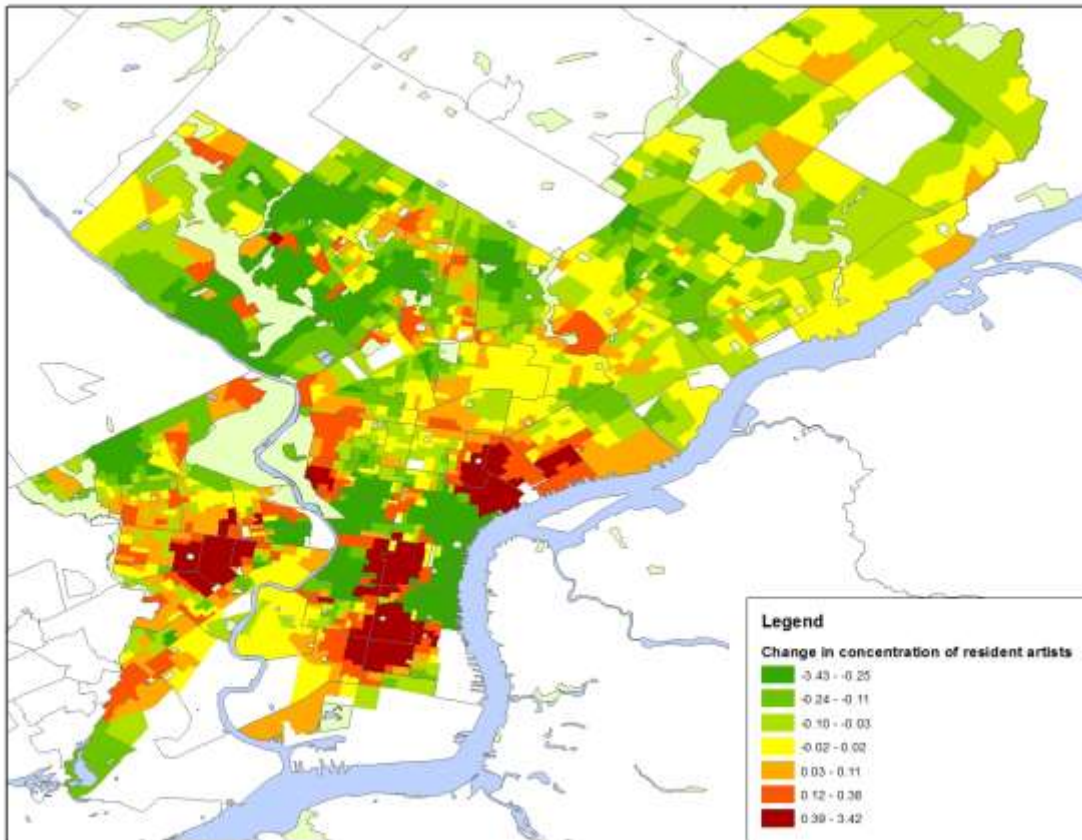 Legend
Change in concentration of resident artists
-3.43 - -0.25
-0.24 - -0.11
-0.10 - -0.03
-0.02 - 0.02
0.03 - 0.11
0.12 - 0.38
0.39 - 3.42